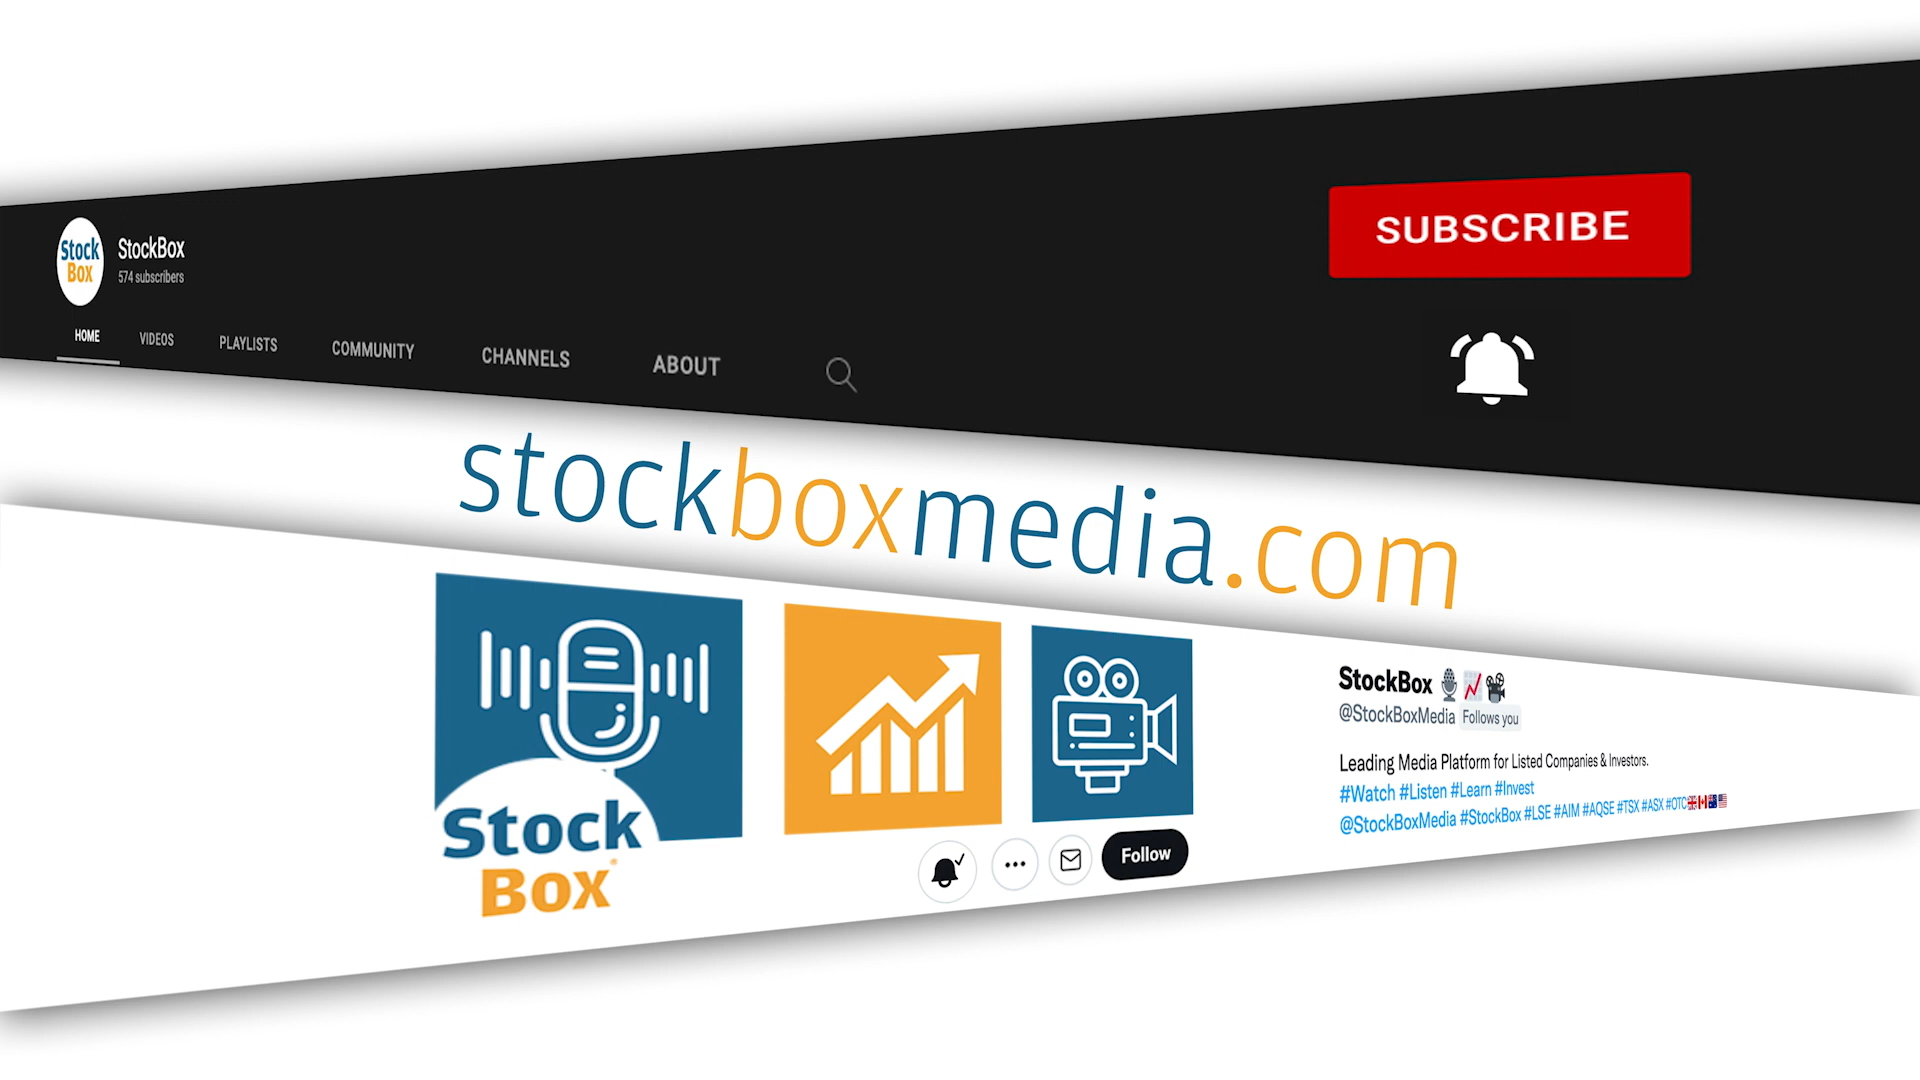 Stock
Box
StockBox
574 subscribers
SUBSCRIBE
HOME VIDEOS PLAYLISTS COMMUNITY CHANNELS ABOUT
stockboxmedia.com
Stock
Box
Follow
StockBox
@StockBoxMedia Follows you
Leading Media Platform for Listed Companies & Investors.
#Watch #Listen #Learn #Invest
@StockBoxMedia #StockBox #LSE #AIM #AQSE #TSX #ASX #OTC